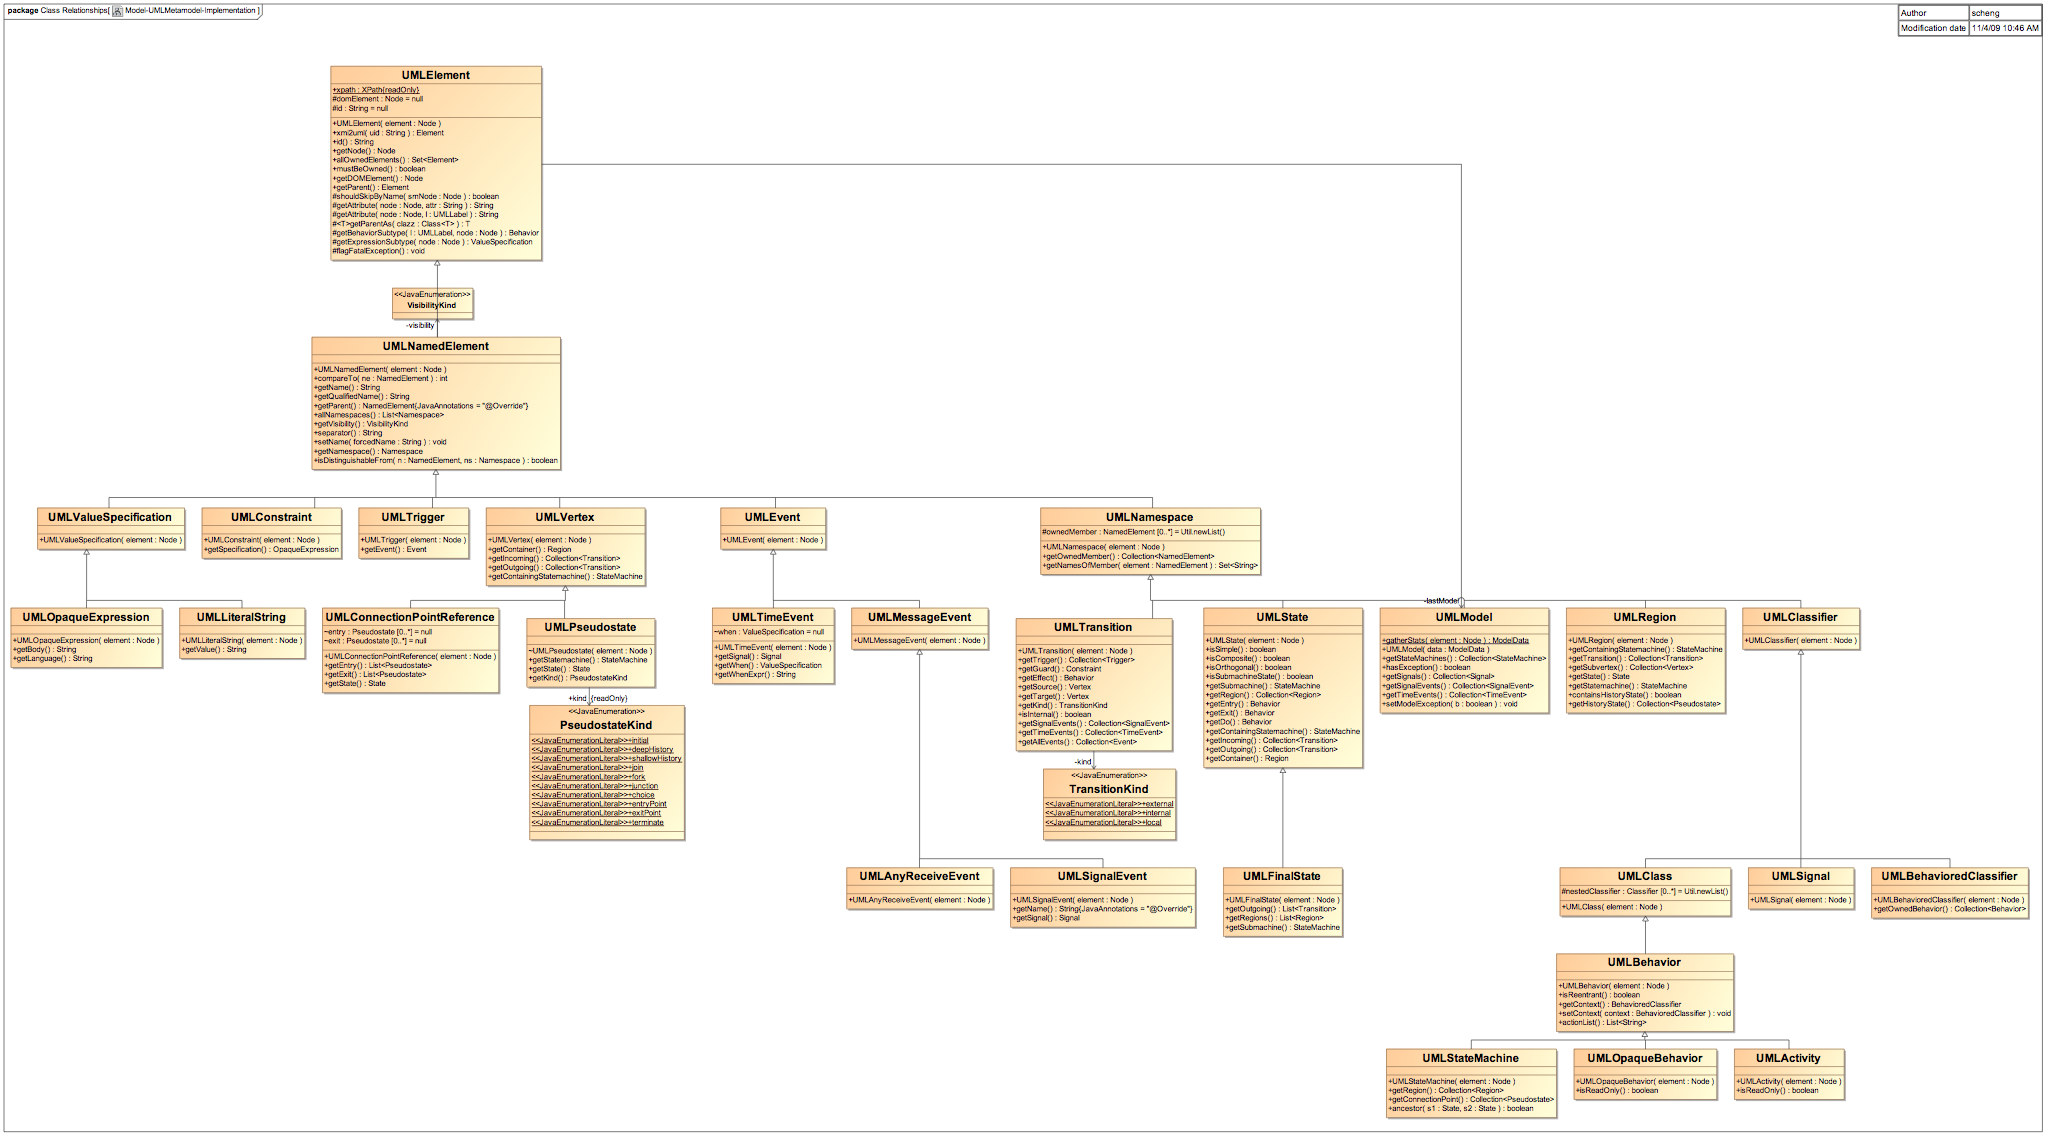 package Class Relationships[ Model-UMLMetamodel-Implementation ]
Author scheng
Modification date 11/4/09 10:46 AM
UMLElement
+xpath : XPath{readOnly}
#domElement : Node = null
#id : String = null
+UMLElement( element : Node )
+xml2uml( uid : String ) : Element
+id() : String
+getNode() : Node
+allOwnedElements() : Set<Element>
+mustBeOwned() : boolean
+getDOMElement() : Node
+getParent() : Element
#shouldSkipByName( smNode : Node ) : boolean
#getAttribute( node : Node, attr : String ) : String
#getAttribute( node : Node, l : UMLLabel ) : String
#<T>getParentAs( clazz : Class<T> ) : T
#getBehaviorSubtype( l : UMLLabel, node : Node ) : Behavior
#getExpressionSubtype( node : Node ) : ValueSpecification
#flagFatalException() : void
<<JavaEnumeration>>
VisibilityKind
-visibility
UMLNamedElement
+UMLNamedElement( element : Node )
+compareTo( ne : NamedElement ) : int
+getName() : String
+getQualifiedName() : String
+getParent() : NamedElement{JavaAnnotations = "@Override"}
+allNamespaces() : List<Namespace>
+getVisibility() : VisibilityKind
+separator() : String
+setName( forcedName : String ) : void
+getNamespace() : Namespace
+isDistinguishableFrom( n : NamedElement, ns : Namespace ) : boolean
UMLValueSpecification
+UMLValueSpecification( element : Node )
UMLConstraint
+UMLConstraint( element : Node )
+getSpecification() : OpaqueExpression
UMLTrigger
+UMLTrigger( element : Node )
+getEvent() : Event
UMLVertex
+UMLVertex( element : Node )
+getContainer() : Region
+getIncoming() : Collection<Transition>
+getOutgoing() : Collection<Transition>
+getContainingStatemachine() : StateMachine
UMLEvent
+UMLEvent( element : Node )
UMLNamespace
#ownedMember : NamedElement [0..*] = Util.newList()
+UMLNamespace( element : Node )
+getOwnedMember() : Collection<NamedElement>
+getNamesOfMember( element : NamedElement ) : Set<String>
-lastModel
UMLOpaqueExpression
+UMLOpaqueExpression( element : Node )
+getBody() : String
+getLanguage() : String
UMLLiteralString
+UMLLiteralString( element : Node )
+getValue() : String
UMLConnectionPointReference
~entry : Pseudostate [0..*] = null
~exit : Pseudostate [0..*] = null
+UMLConnectionPointReference( element : Node )
+getEntry() : List<Pseudostate>
+getExit() : List<Pseudostate>
+getState() : State
UMLPseudostate
~UMLPseudostate( element : Node )
+getStatemachine() : StateMachine
+getState() : State
+getKind() : PseudostateKind
+kind {readOnly}
<<JavaEnumeration>>
PseudostateKind
<<JavaEnumerationLiteral>>+initial
<<JavaEnumerationLiteral>>+deepHistory
<<JavaEnumerationLiteral>>+shallowHistory
<<JavaEnumerationLiteral>>+join
<<JavaEnumerationLiteral>>+fork
<<JavaEnumerationLiteral>>+junction
<<JavaEnumerationLiteral>>+choice
<<JavaEnumerationLiteral>>+entryPoint
<<JavaEnumerationLiteral>>+exitPoint
<<JavaEnumerationLiteral>>+terminate
UMLTimeEvent
~when : ValueSpecification = null
+UMLTimeEvent( element : Node )
+getSignal() : Signal
+getWhen() : ValueSpecification
+getWhenExpr() : String
UMLMessageEvent
+UMLMessageEvent( element : Node )
UMLTransition
+UMLTransition( element : Node )
+getTrigger() : Collection<Trigger>
+getGuard() : Constraint
+getEffect() : Behavior
+getSource() : Vertex
+getTarget() : Vertex
+getKind() : TransitionKind
+isInternal() : boolean
+getSignalEvents() : Collection<SignalEvent>
+getTimeEvents() : Collection<TimeEvent>
+getAllEvents() : Collection<Event>
-kind
<<JavaEnumeration>>
TransitionKind
<<JavaEnumerationLiteral>>+external
<<JavaEnumerationLiteral>>+internal
<<JavaEnumerationLiteral>>+local
UMLState
+UMLState( element : Node )
+isSimple() : boolean
+isComposite() : boolean
+isOrthogonal() : boolean
+isSubmachineState() : boolean
+getSubmachine() : StateMachine
+getRegion() : Collection<Region>
+getEntry() : Behavior
+getExit() : Behavior
+getDo() : Behavior
+getContainingStatemachine() : StateMachine
+getIncoming() : Collection<Transition>
+getOutgoing() : Collection<Transition>
+getContainer() : Region
UMLModel
+gatherStats( element : Node ) : ModelData
+UMLModel( data : ModelData )
+getStateMachines() : Collection<StateMachine>
+hasException() : boolean
+getSignals() : Collection<Signal>
+getSignalEvents() : Collection<SignalEvent>
+getTimeEvents() : Collection<TimeEvent>
+setModelException( b : boolean ) : void
UMLRegion
+UMLRegion( element : Node )
+getContainingStatemachine() : StateMachine
+getTransition() : Collection<Transition>
+getSubvertex() : Collection<Vertex>
+getState() : State
+getStatemachine() : StateMachine
+containsHistoryState() : boolean
+getHistoryState() : Collection<Pseudostate>
UMLClassifier
+UMLClassifier( element : Node )
UMLAnyReceiveEvent
+UMLAnyReceiveEvent( element : Node )
UMLSignalEvent
+UMLSignalEvent( element : Node )
+getName() : String{JavaAnnotations = "@Override"}
+getSignal() : Signal
UMLFinalState
+UMLFinalState( element : Node )
+getOutgoing() : List<Transition>
+getRegions() : List<Region>
+getSubmachine() : StateMachine
UMLClass
#nestedClassifier : Classifier [0..*] = Util.newList()
+UMLClass( element : Node )
UMLSignal
+UMLSignal( element : Node )
UMLBehavioredClassifier
+UMLBehavioredClassifier( element : Node )
+getOwnedBehavior() : Collection<Behavior>
UMLBehavior
+UMLBehavior( element : Node )
+isReentrant() : boolean
+getContext() : BehavioredClassifier
+setContext( context : BehavioredClassifier ) : void
+actionList() : List<String>
UMLStateMachine
+UMLStateMachine( element : Node )
+getRegion() : Collection<Region>
+getConnectionPoint() : Collection<Pseudostate>
+ancestor( s1 : State, s2 : State ) : boolean
UMLOpaqueBehavior
+UMLOpaqueBehavior( element : Node )
+isReadOnly() : boolean
UMLActivity
+UMLActivity( element : Node )
+isReadOnly() : boolean